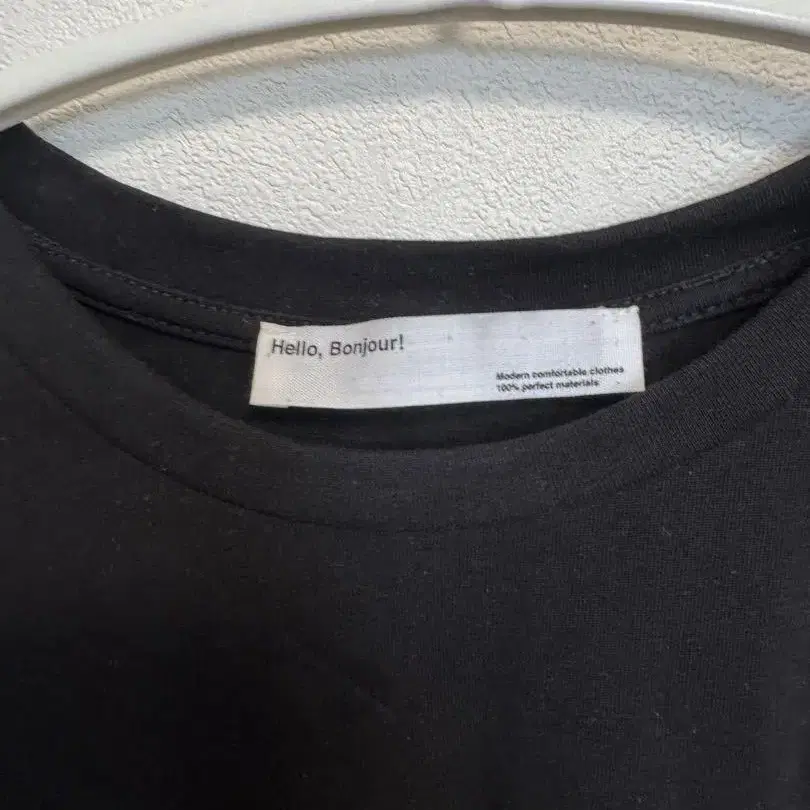 Hello, Bonjour!
Modern comfortable clothes
100% perfect materials